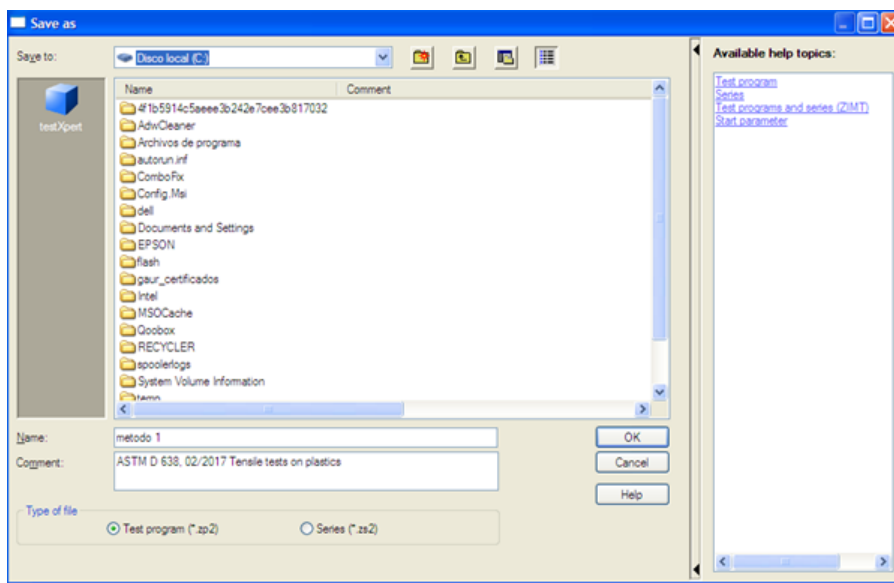 Save as
Save to:
Disco local (C:)
testXpert
Name Comment
4f1b5914c5aeee3b242e7cee3b817032
AdwCleaner
Archivos de programa
autorun.inf
ComboFix
Config.Msi
dell
Documents and Settings
EPSON
flash
gaur_certificados
Intel
MSOCache
Qoobox
RECYCLER
spoolerlogs
System Volume Information
temp
Name:
metodo 1
Comment:
ASTM D 638, 02/2017 Tensile tests on plastics
OK
Cancel
Help
Type of file
Test program (*.zp2)
Series (*.zs2)
Available help topics:
Test program
Series
Test programs and series (ZIMT)
Start parameter